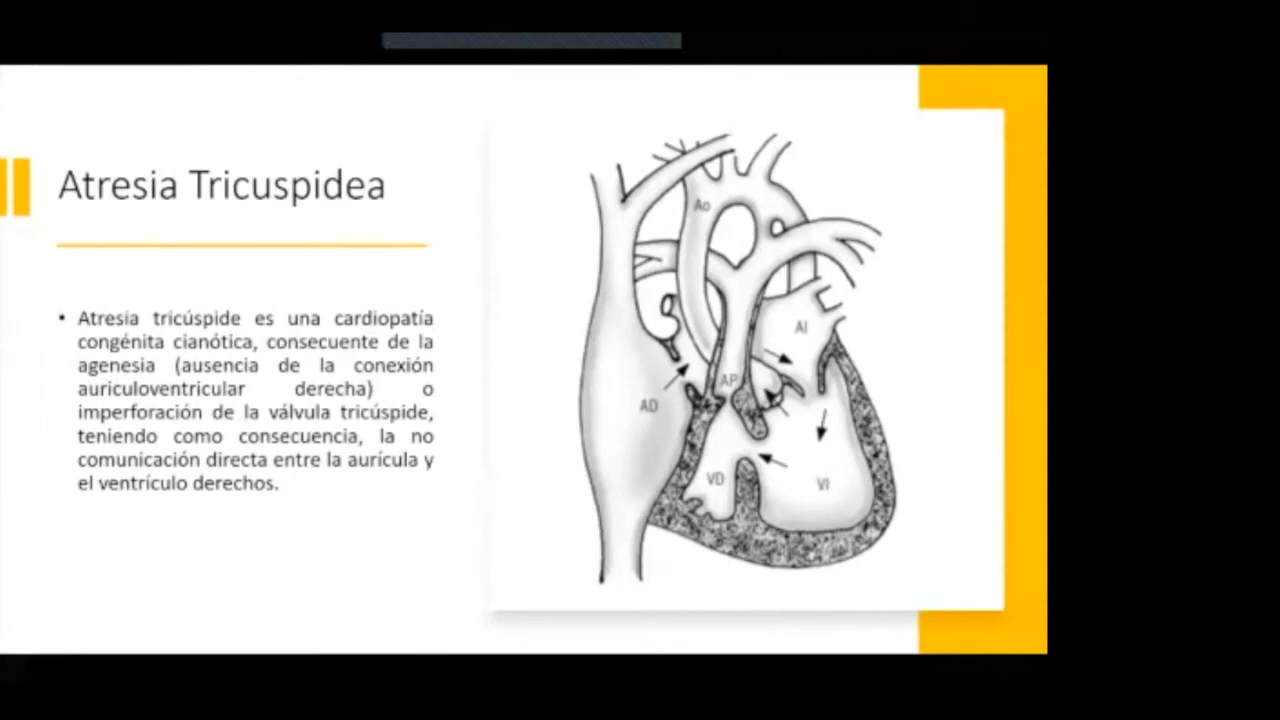 Atresia Tricuspidea
• Atresia tricúspide es una cardiopatía
congénita cianótica, consecuente de la
agenesia (ausencia de la conexión
auriculoventricular derecha) o
imperforación de la válvula tricúspide,
teniendo como consecuencia, la no
comunicación directa entre la aurícula y
el ventrículo derechos.
Ao
AI
AP
AD
VD
VI